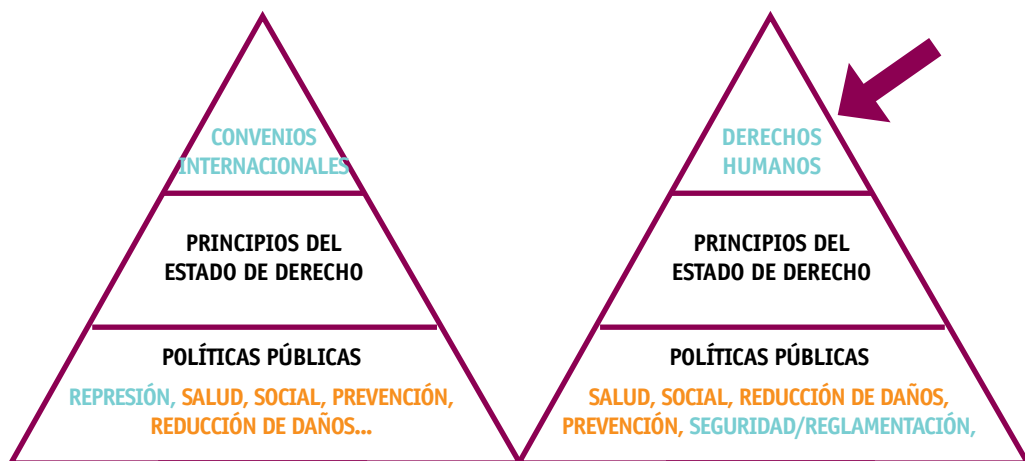 CONVENIOS
INTERNACIONALES
PRINCIPIOS DEL
ESTADO DE DERECHO
POLÍTICAS PÚBLICAS
REPRESIÓN, SALUD, SOCIAL, PREVENCIÓN,
REDUCCIÓN DE DAÑOS...
DERECHOS
HUMANOS
PRINCIPIOS DEL
ESTADO DE DERECHO
POLÍTICAS PÚBLICAS
SALUD, SOCIAL, REDUCCIÓN DE DAÑOS,
PREVENCIÓN, SEGURIDAD/REGLAMENTACIÓN,